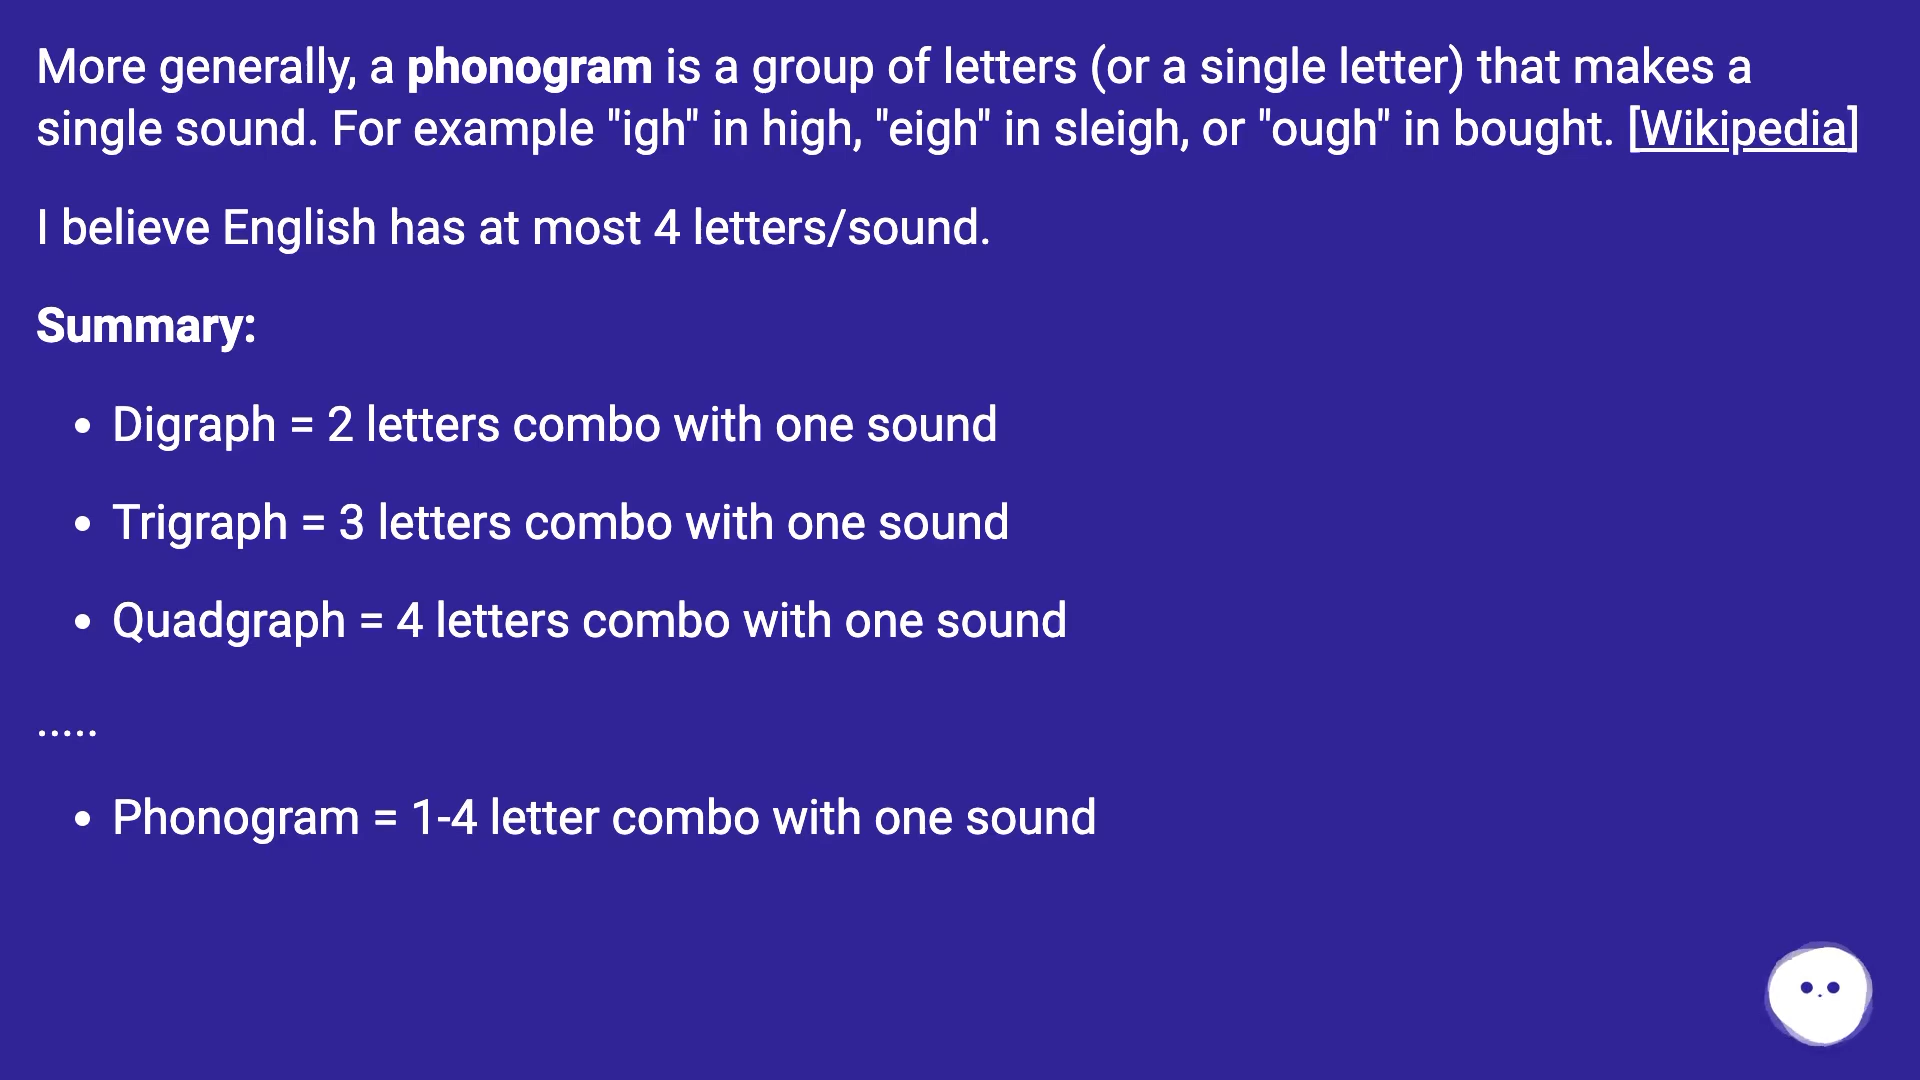 More generally, a phonogram is a group of letters (or a single letter) that makes a
single sound. For example "igh" in high, "eigh" in sleigh, or "ough" in bought. [Wikipedia]
I believe English has at most 4 letters/sound.
Summary:
• Digraph = 2 letters combo with one sound
• Trigraph = 3 letters combo with one sound
• Quadgraph = 4 letters combo with one sound
.....
• Phonogram = 1-4 letter combo with one sound